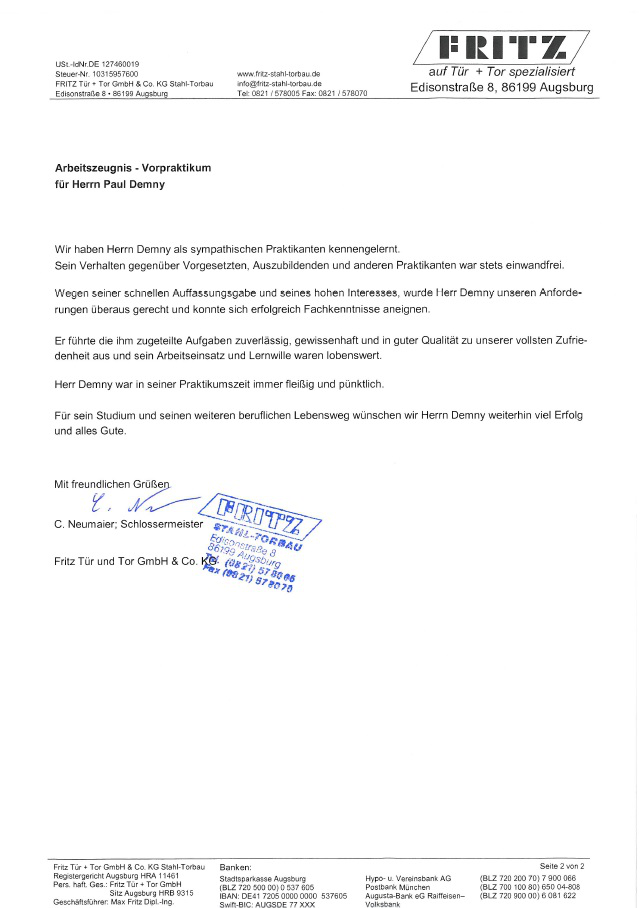 FRITZ
auf Tür + Tor spezialisiert
Edisonstraße 8, 86199 Augsburg
USt.-IdNr.DE 127460019
Steuer-Nr. 10315957600
FRITZ Tür + Tor GmbH & Co. KG Stahl-Torbau
Edisonstraße 8 • 86199 Augsburg
www.fritz-stahl-torbau.de
info@fritz-stahl-torbau.de
Tel: 0821 / 578005 Fax: 0821 / 578070
Arbeitszeugnis - Vorpraktikum
für Herrn Paul Demny
Wir haben Herrn Demny als sympathischen Praktikanten kennengelernt.
Sein Verhalten gegenüber Vorgesetzten, Auszubildenden und anderen Praktikanten war stets einwandfrei.
Wegen seiner schnellen Auffassungsgabe und seines hohen Interesses, wurde Herr Demny unseren Anforde-
rungen überaus gerecht und konnte sich erfolgreich Fachkenntnisse aneignen.
Er führte die ihm zugeteilte Aufgaben zuverlässig, gewissenhaft und in guter Qualität zu unserer vollsten Zufrie-
denheit aus und sein Arbeitseinsatz und Lernwille waren lobenswert.
Herr Demny war in seiner Praktikumszeit immer fleißig und pünktlich.
Für sein Studium und seinen weiteren beruflichen Lebensweg wünschen wir Herrn Demny weiterhin viel Erfolg
und alles Gute.
Mit freundlichen Grüßen
C. Neumaier; Schlossermeister
Fritz Tür und Tor GmbH & Co. KG
FRITZ
STAHL-TORBAU
Edisonstraße 8
86199 Augsburg
Tel. (0821) 57 80 05
Fax (0821) 57 80 70
Fritz Tür + Tor GmbH & Co. KG Stahl-Torbau
Registergericht Augsburg HRA 11461
Pers. haft. Ges.: Fritz Tür + Tor GmbH
Sitz Augsburg HRB 9315
Geschäftsführer: Max Fritz Dipl.-Ing.
Banken:
Stadtsparkasse Augsburg
(BLZ 720 500 00) 0 537 605
IBAN: DE41 7205 0000 0000 537605
Swift-BIC: AUGSDE 77 XXX
Hypo- u. Vereinsbank AG
Postbank München
Augusta-Bank eG Raiffeisen–
Volksbank
Seite 2 von 2
(BLZ 720 200 70) 7 900 066
(BLZ 700 100 80) 650 04-808
(BLZ 720 900 00) 6 081 622